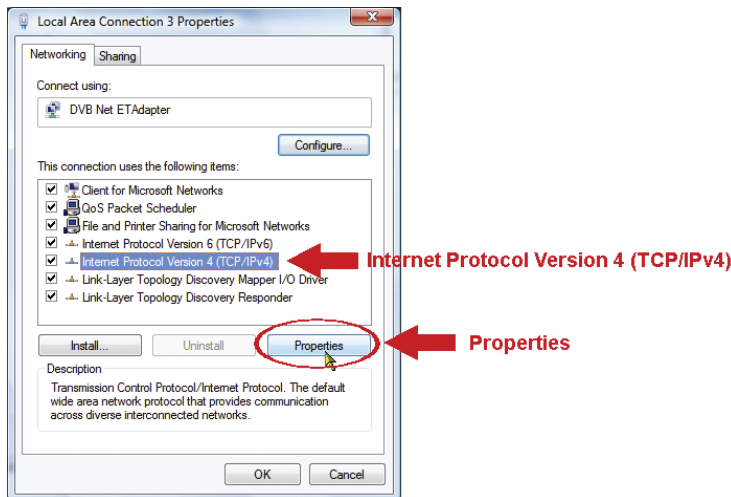 Local Area Connection 3 Properties
Networking
Sharing
Connect using:
DVB Net ETAdapter
Configure...
This connection uses the following items:
Client for Microsoft Networks
QoS Packet Scheduler
File and Printer Sharing for Microsoft Networks
Internet Protocol Version 6 (TCP/IPv6)
Internet Protocol Version 4 (TCP/IPv4)
Internet Protocol Version 4 (TCP/IPv4)
Link-Layer Topology Discovery Mapper I/O Driver
Link-Layer Topology Discovery Responder
Install...
Uninstall
Properties
Properties
Description
Transmission Control Protocol/Internet Protocol. The default
wide area network protocol that provides communication
across diverse interconnected networks.
OK
Cancel